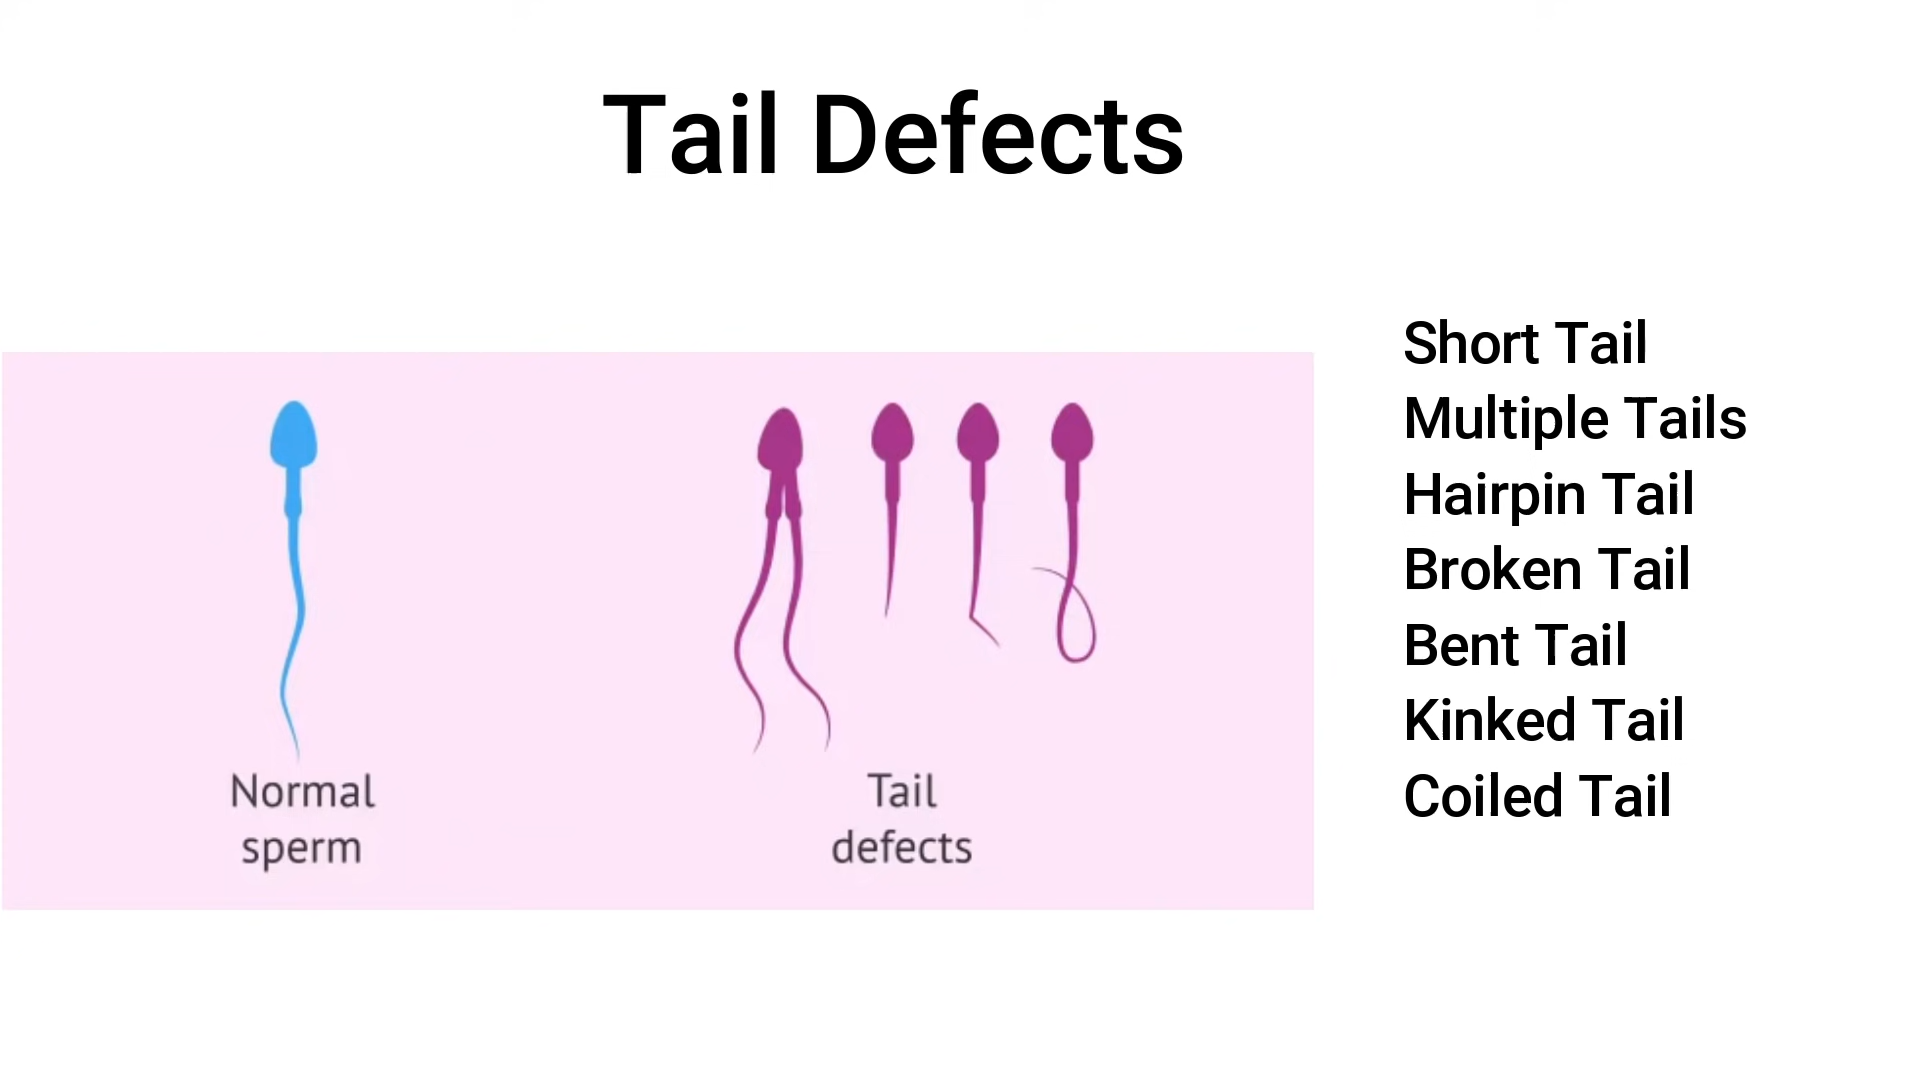 Tail Defects
Short Tail
Multiple Tails
Hairpin Tail
Broken Tail
Bent Tail
Kinked Tail
Coiled Tail
Normal
sperm
Tail
defects